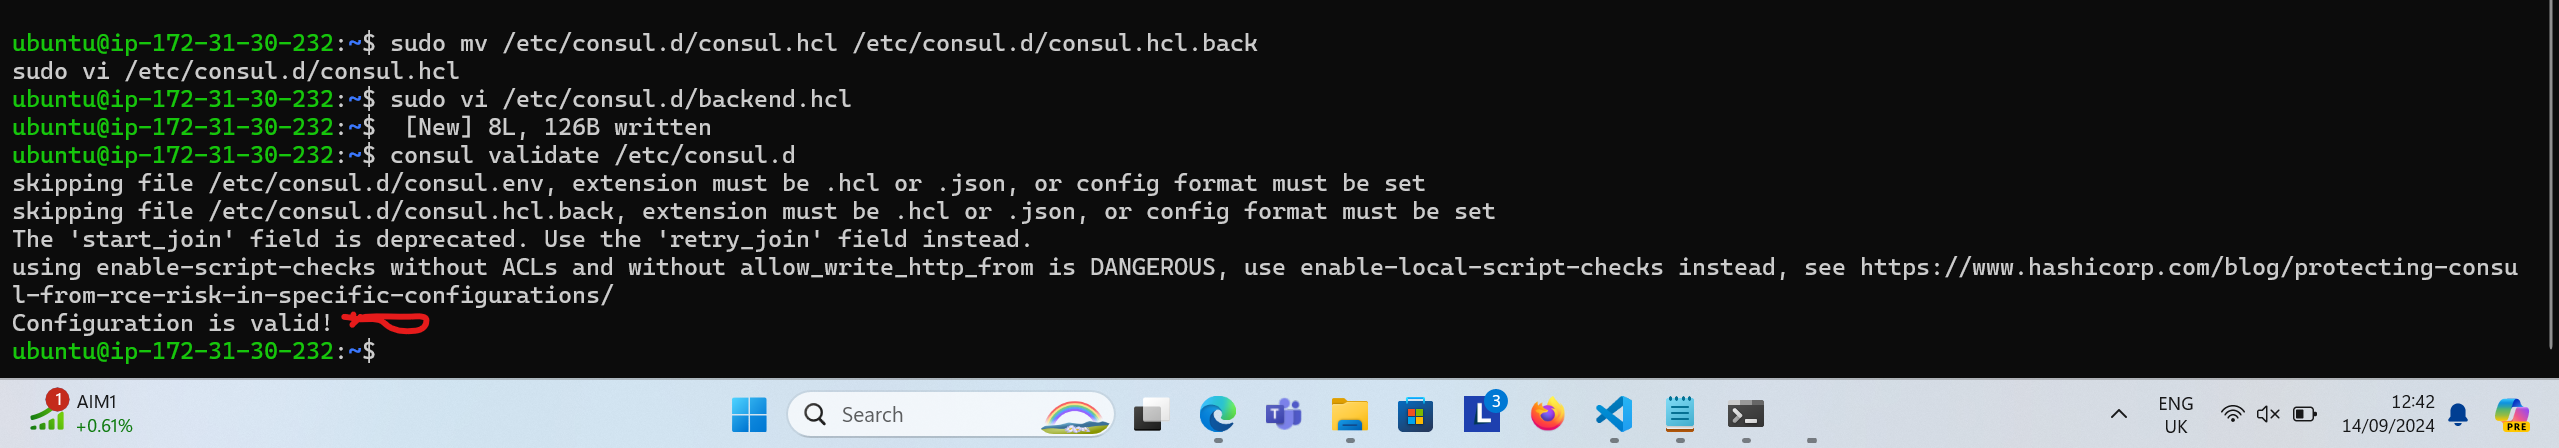 ubuntu@ip-172-31-30-232:~$ sudo mv /etc/consul.d/consul.hcl /etc/consul.d/consul.hcl.back
sudo vi /etc/consul.d/consul.hcl
ubuntu@ip-172-31-30-232:~$ sudo vi /etc/consul.d/backend.hcl
ubuntu@ip-172-31-30-232:~$  [New] 8L, 126B written
ubuntu@ip-172-31-30-232:~$ consul validate /etc/consul.d
skipping file /etc/consul.d/consul.env, extension must be .hcl or .json, or config format must be set
skipping file /etc/consul.d/consul.hcl.back, extension must be .hcl or .json, or config format must be set
The 'start_join' field is deprecated. Use the 'retry_join' field instead.
using enable-script-checks without ACLs and without allow_write_http_from is DANGEROUS, use enable-local-script-checks instead, see https://www.hashicorp.com/blog/protecting-consu
l-from-rce-risk-in-specific-configurations/
Configuration is valid!
ubuntu@ip-172-31-30-232:~$
1
AIM1
+0.61%
Search
T
L
3
PRE
ENG
UK
12:42
14/09/2024